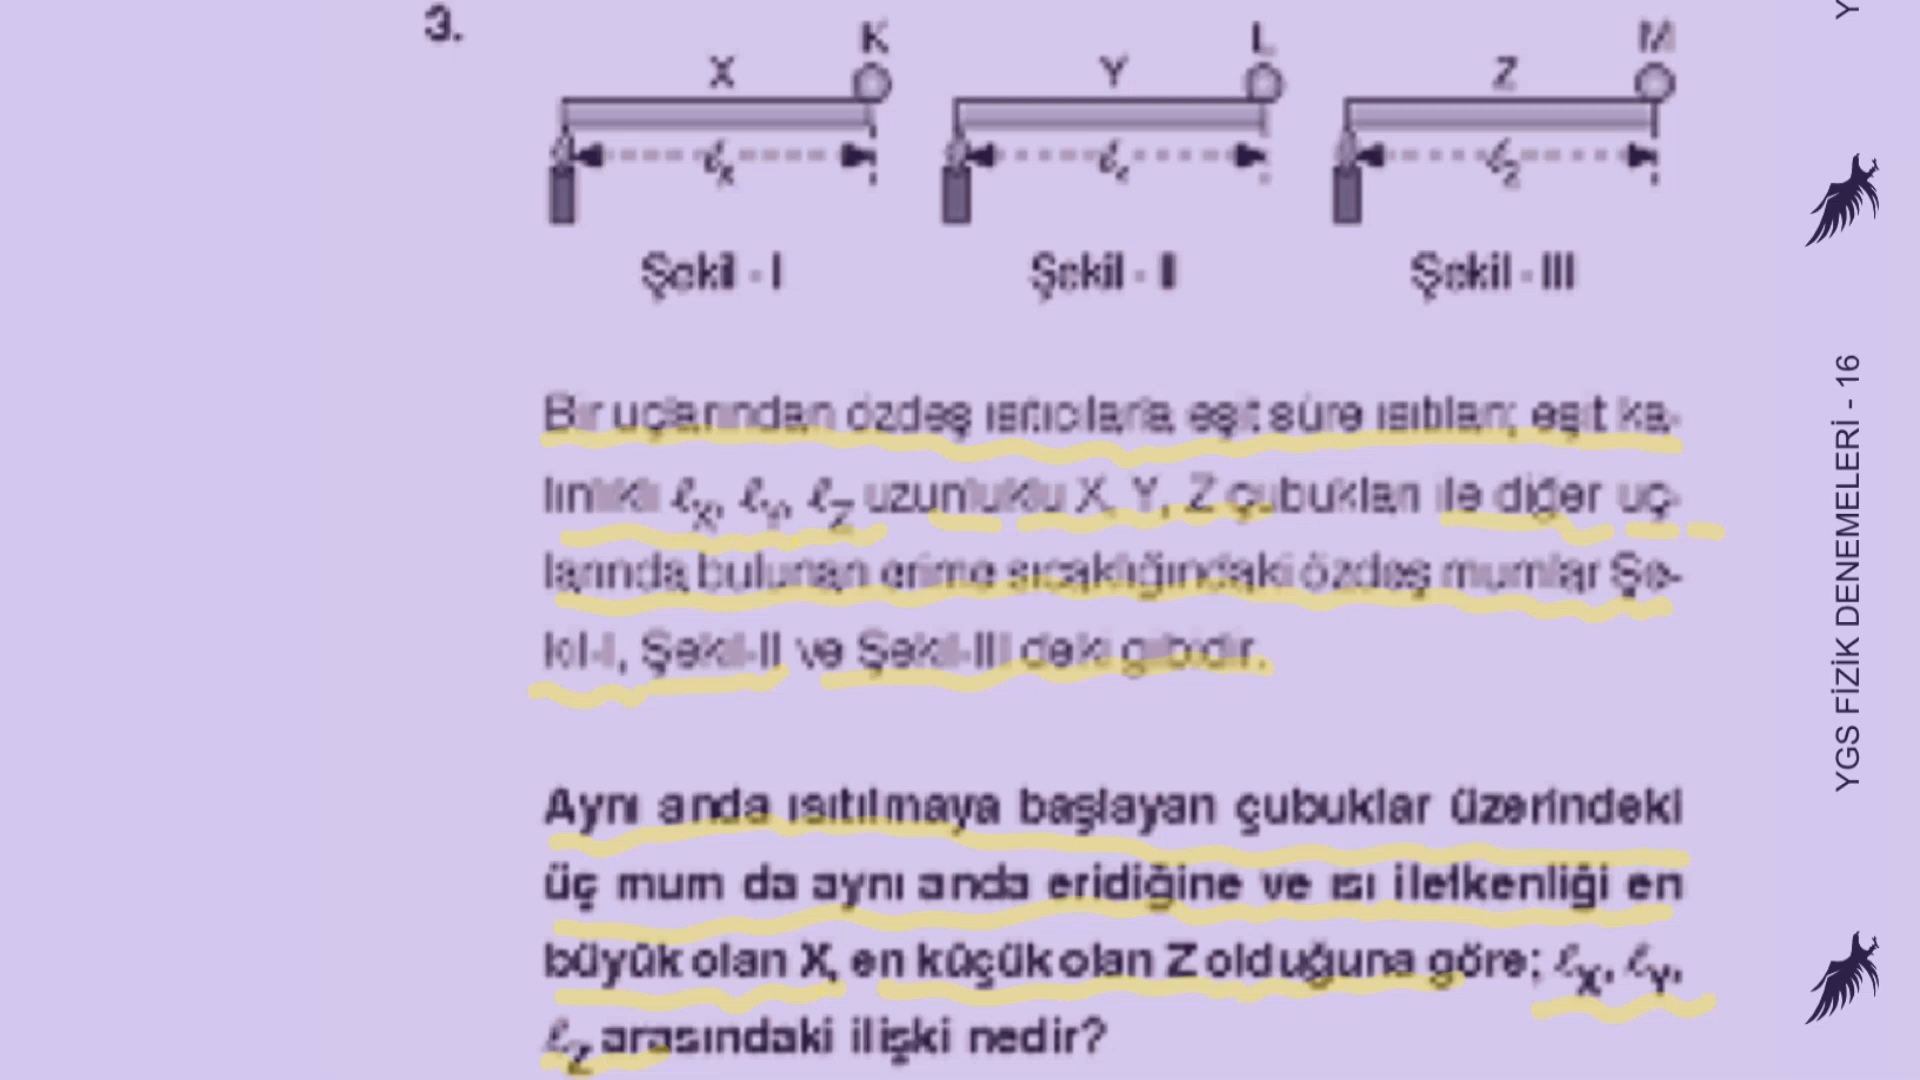 3.
K
L
M
X
Y
Z
ℓX
ℓZ
Şekil - I
Şekil - II
Şekil - III
Bir uçlarından özdeş ısıtıcılarla eşit süre ısıtılan; eşit ka-
lınlıklı ℓX, ℓY, ℓZ uzunluklu X, Y, Z çubukları ile diğer uç-
larında bulunan erime sıcaklığındaki özdeş mumlar Şe-
kil-I, Şekil-II ve Şekil-III deki gibidir.
Aynı anda ısıtılmaya başlayan çubuklar üzerindeki
üç mum da aynı anda eridiğine ve ısı iletkenliği en
büyük olan X, en küçük olan Z olduğuna göre; ℓX, ℓY,
ℓZ arasındaki ilişki nedir?
YGS FİZİK DENEMELERİ - 16